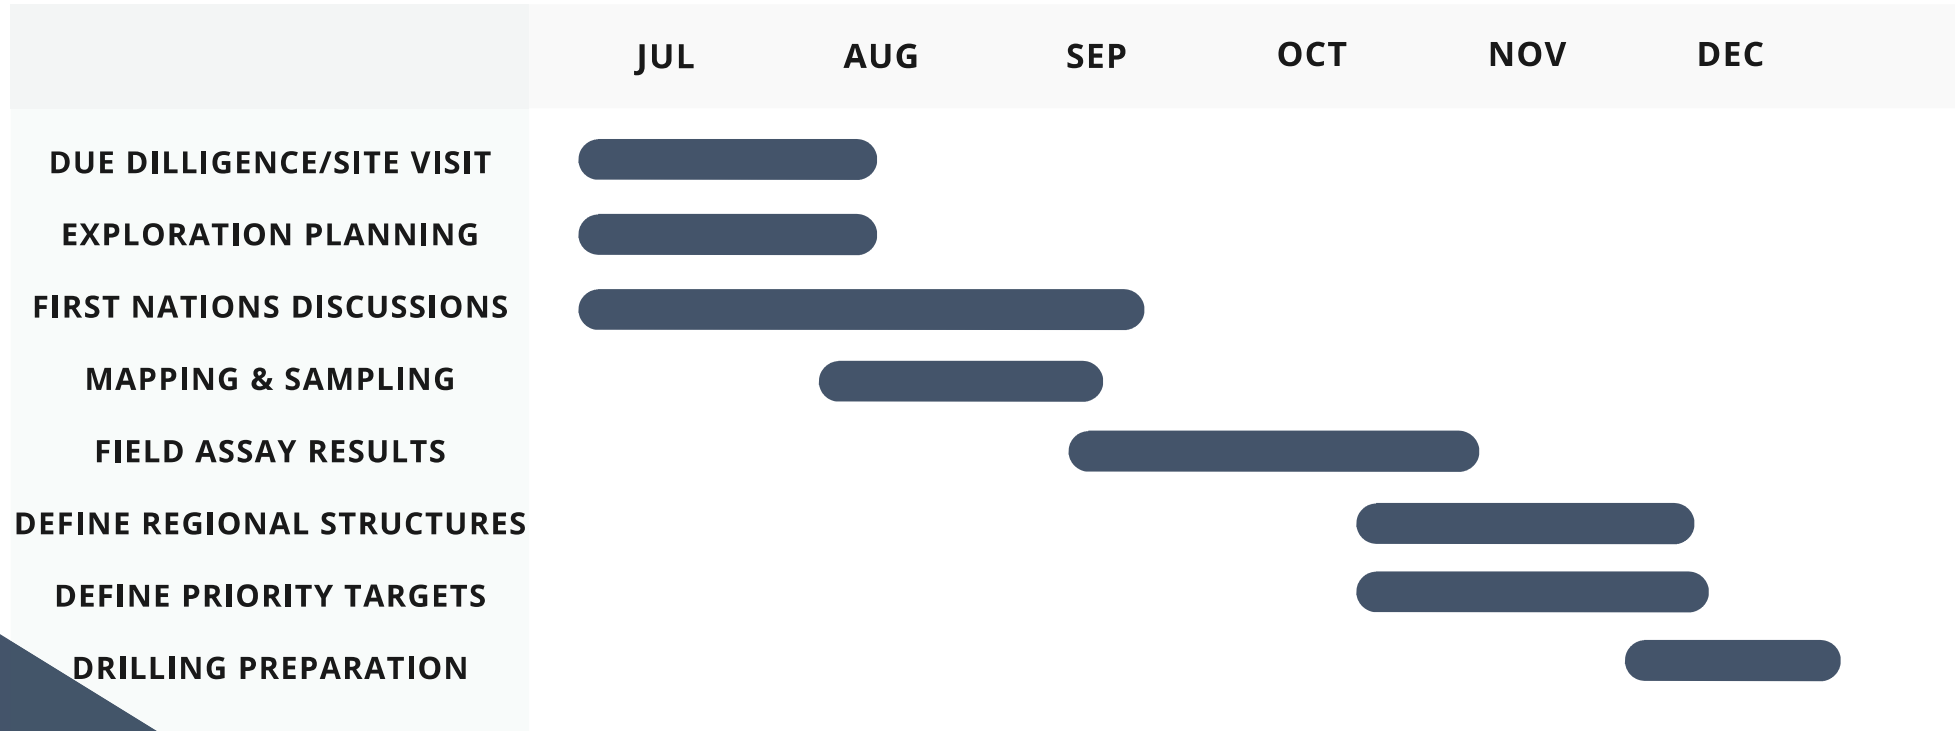 JUL AUG SEP OCT NOV DEC
DUE DILLIGENCE/SITE VISIT
EXPLORATION PLANNING
FIRST NATIONS DISCUSSIONS
MAPPING & SAMPLING
FIELD ASSAY RESULTS
DEFINE REGIONAL STRUCTURES
DEFINE PRIORITY TARGETS
DRILLING PREPARATION